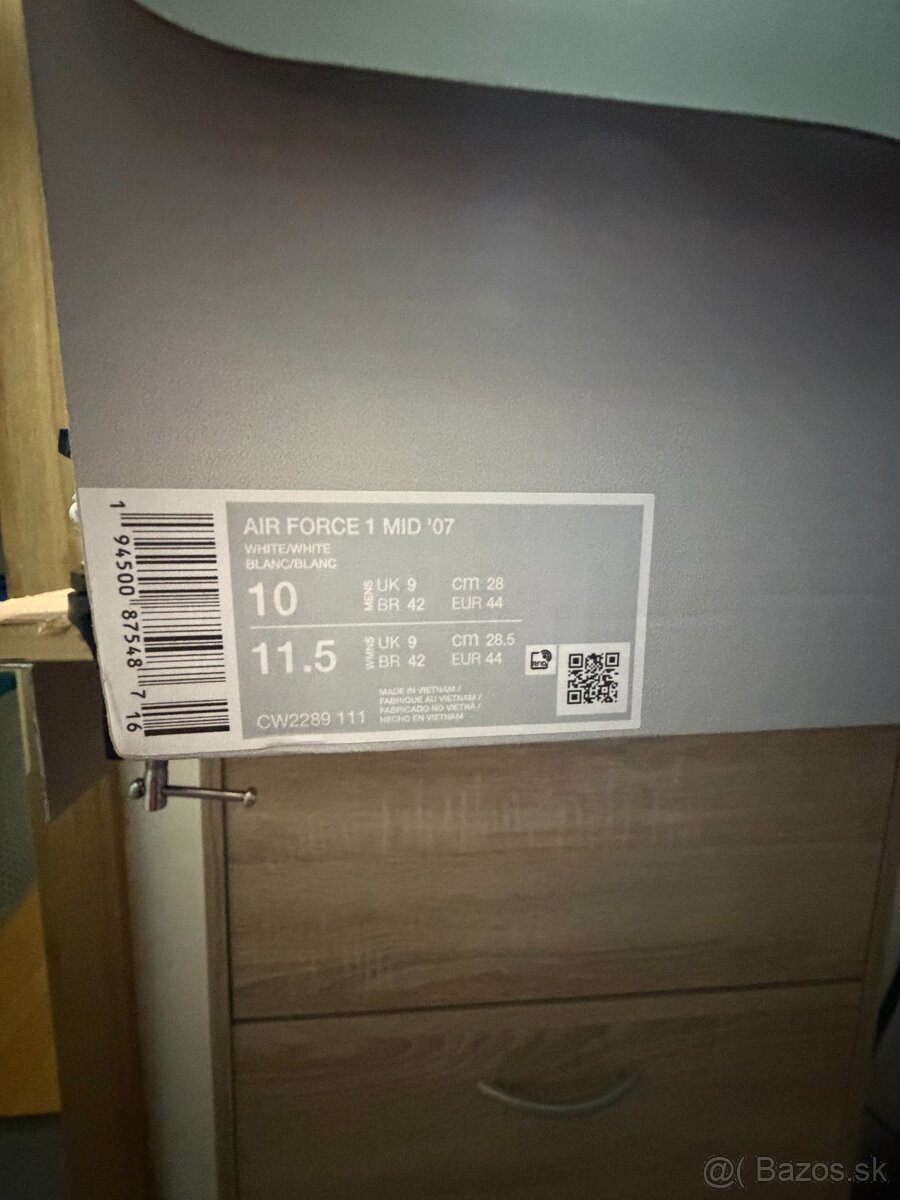 AIR FORCE 1 MID '07
WHITE/WHITE
BLANC/BLANC
10 MENS UK 9 cm 28
BR 42 EUR 44
11.5 WMNS UK 9 cm 28.5
BR 42 EUR 44
RFID
MADE IN VIETNAM /
FABRIQUE AU VIETNAM /
FABRICADO NO VIETNÃ /
HECHO EN VIETNAM
CW2289 111
1 94500 87548 7 16
@( Bazos.sk